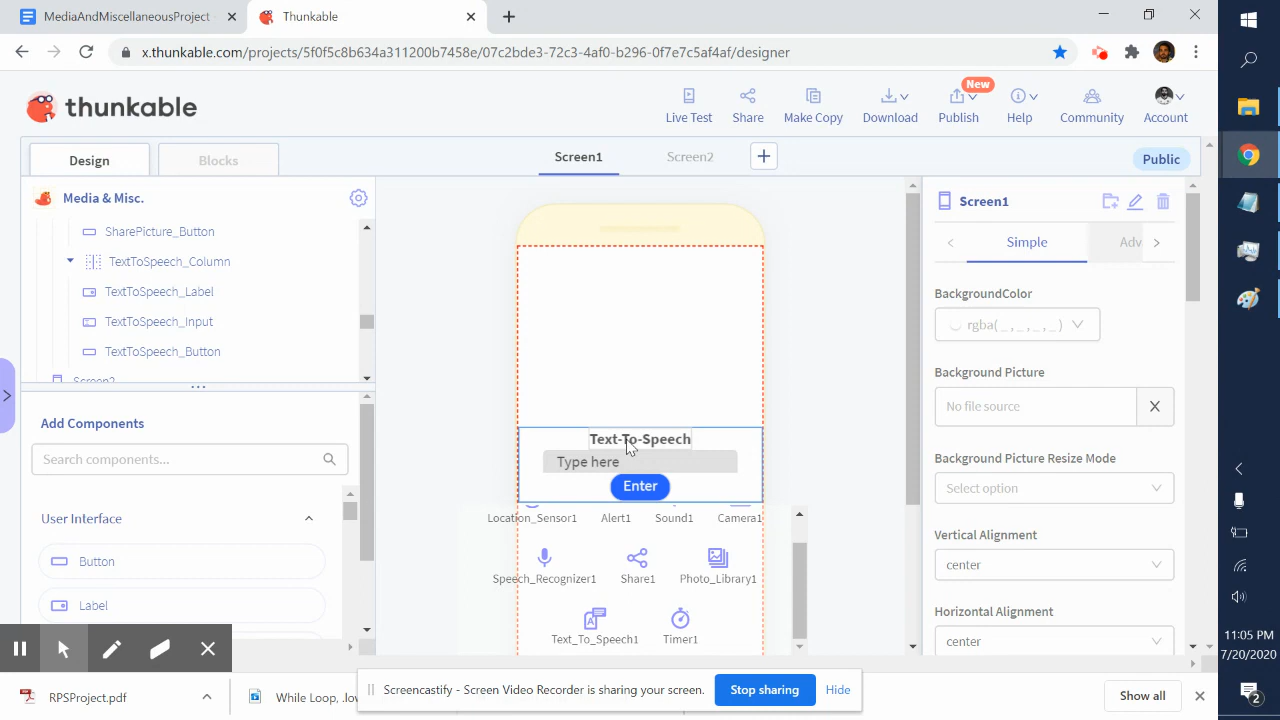 MediaAndMiscellaneousProject
Thunkable
x.thunkable.com/projects/5f0f5c8b634a311200b7458e/07c2bde3-72c3-4af0-b296-0f7e7c5af4af/designer
thunkable
Live Test
Share
Make Copy
Download
New
Publish
Help
Community
Account
Design
Blocks
Screen1
Screen2
Public
Media & Misc.
SharePicture_Button
TextToSpeech_Column
TextToSpeech_Label
TextToSpeech_Input
TextToSpeech_Button
Screen2
Add Components
Search components...
User Interface
Button
Label
Text-To-Speech
Type here
Enter
Location_Sensor1 Alert1 Sound1 Camera1
Speech_Recognizer1 Share1 Photo_Library1
Text_To_Speech1 Timer1
Screen1
Simple
Adv
BackgroundColor
rgba(_,_,_,_)
Background Picture
No file source
Background Picture Resize Mode
Select option
Vertical Alignment
center
Horizontal Alignment
center
RPSProject.pdf
While Loop, .lo
Screencastify - Screen Video Recorder is sharing your screen.
Stop sharing
Hide
Show all
11:05 PM
7/20/2020
2